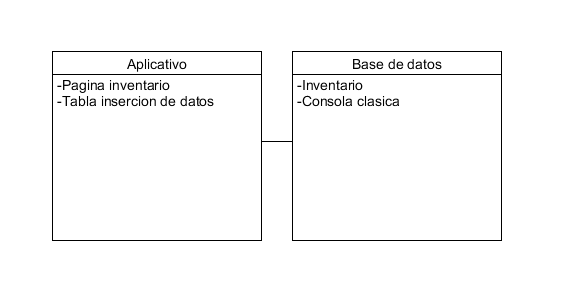 Aplicativo
-Pagina inventario
-Tabla insercion de datos
Base de datos
-Inventario
-Consola clasica